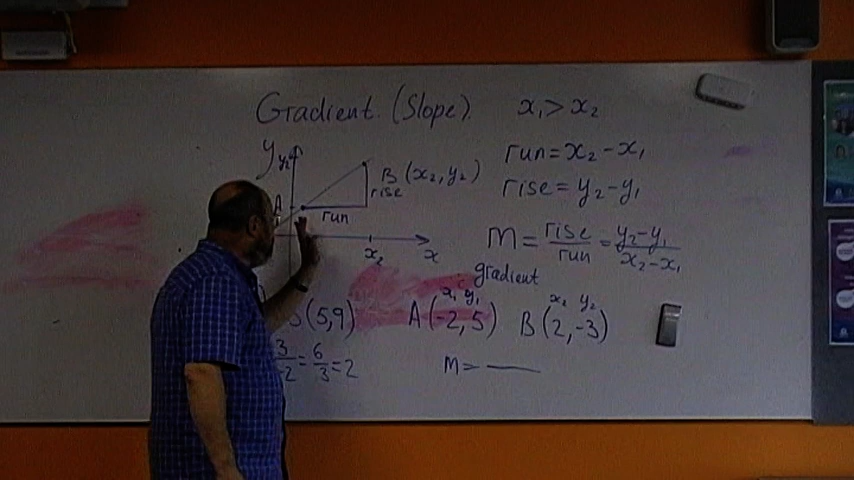 Gradient (Slope) x₁ > x₂
y
y₂
B (x₂, y₂)
A
rise
run
x₂ x
run = x₂ - x₁
rise = y₂ - y₁
M = rise/run = y₂-y₁/x₂-x₁
gradient
(5,9)
6/3 = 2
x₁ y₁
A(-2,5)
x₂ y₂
B(2,-3)
M =